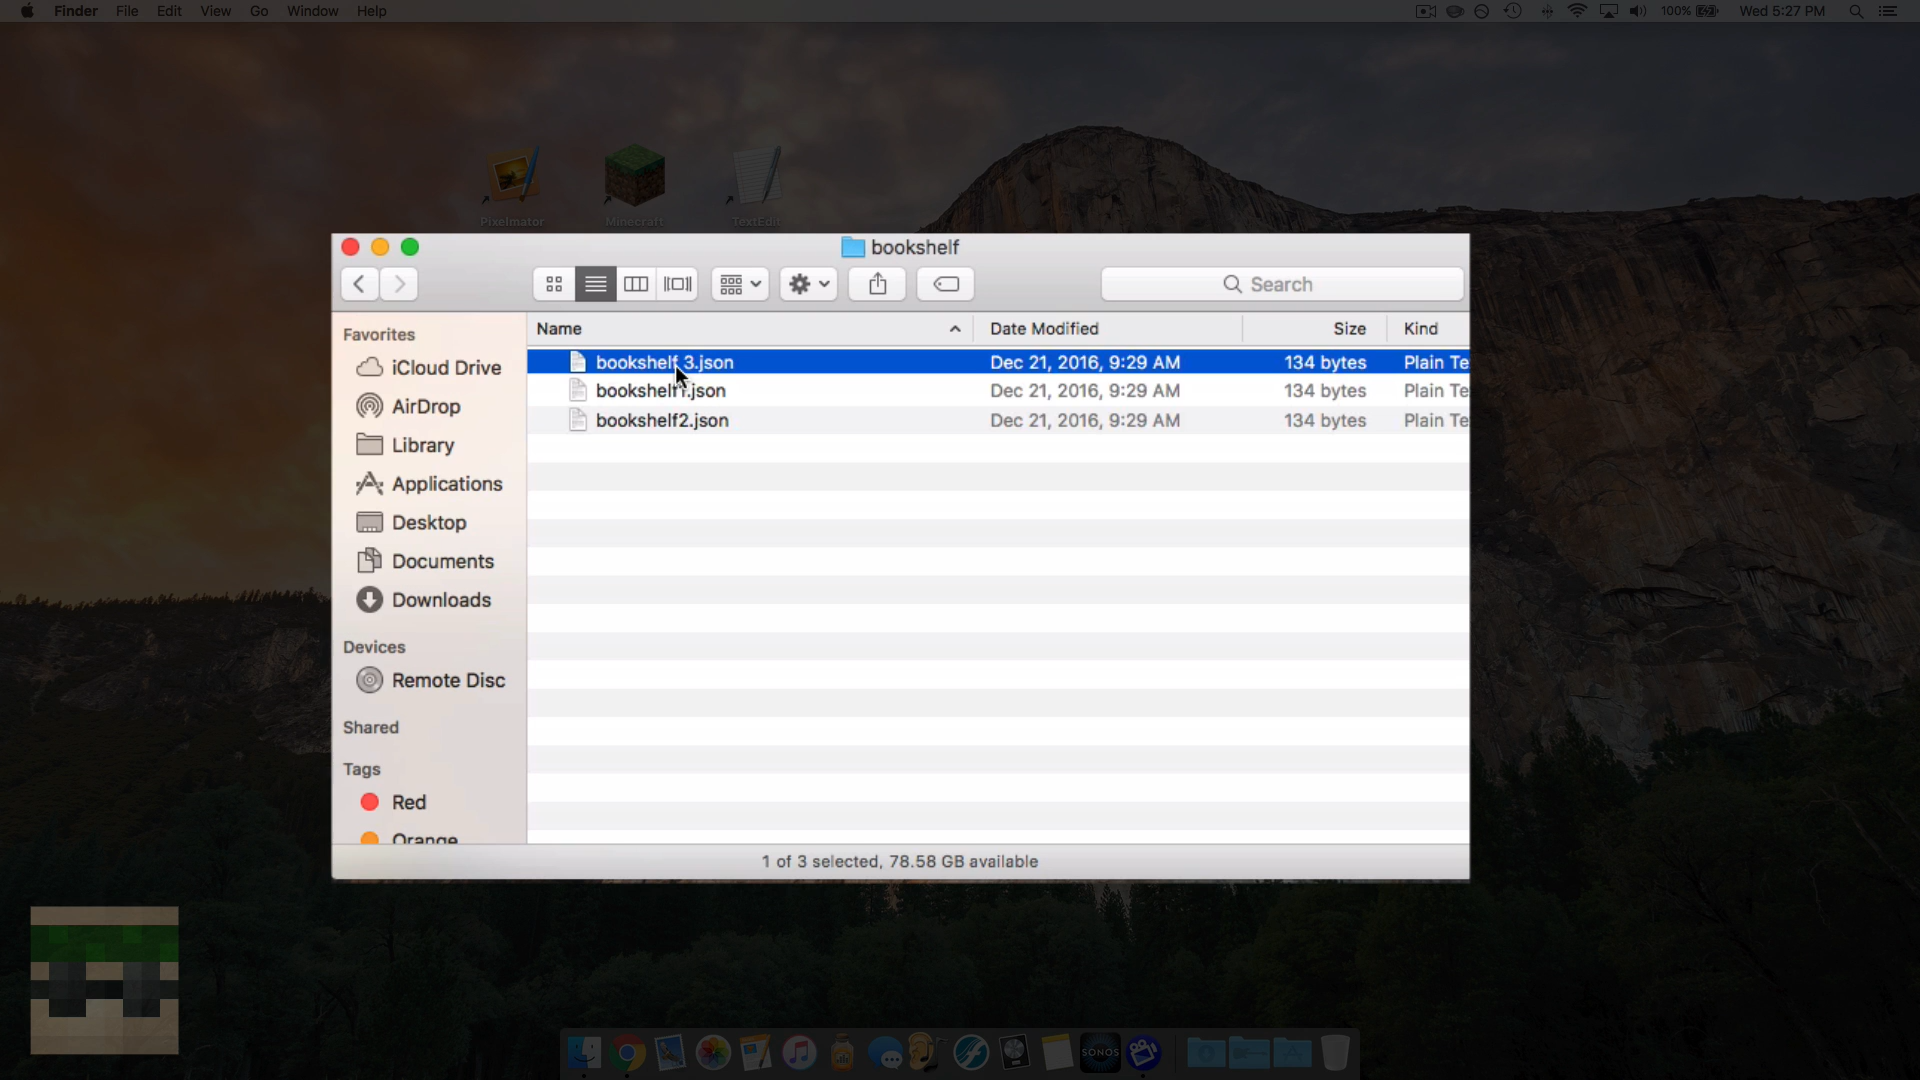 Finder File Edit View Go Window Help 100% Wed 5:27 PM
Pixelmator Minecraft TextEdit
bookshelf
Search
Favorites
iCloud Drive
AirDrop
Library
Applications
Desktop
Documents
Downloads
Devices
Remote Disc
Shared
Tags
Red
Orange
Name Date Modified Size Kind
bookshelf 3.json Dec 21, 2016, 9:29 AM 134 bytes Plain Te
bookshelf1.json Dec 21, 2016, 9:29 AM 134 bytes Plain Te
bookshelf2.json Dec 21, 2016, 9:29 AM 134 bytes Plain Te
1 of 3 selected, 78.58 GB available
SONOS